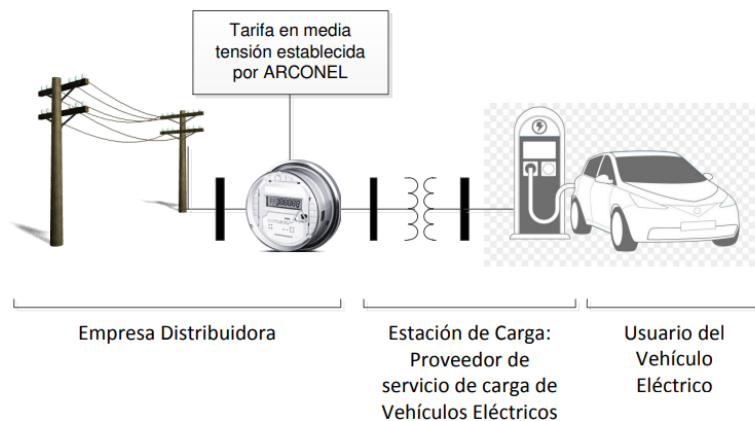 Tarifa en media
tensión establecida
por ARCONEL
Empresa Distribuidora
Estación de Carga:
Proveedor de
servicio de carga de
Vehículos Eléctricos
Usuario del
Vehículo
Eléctrico